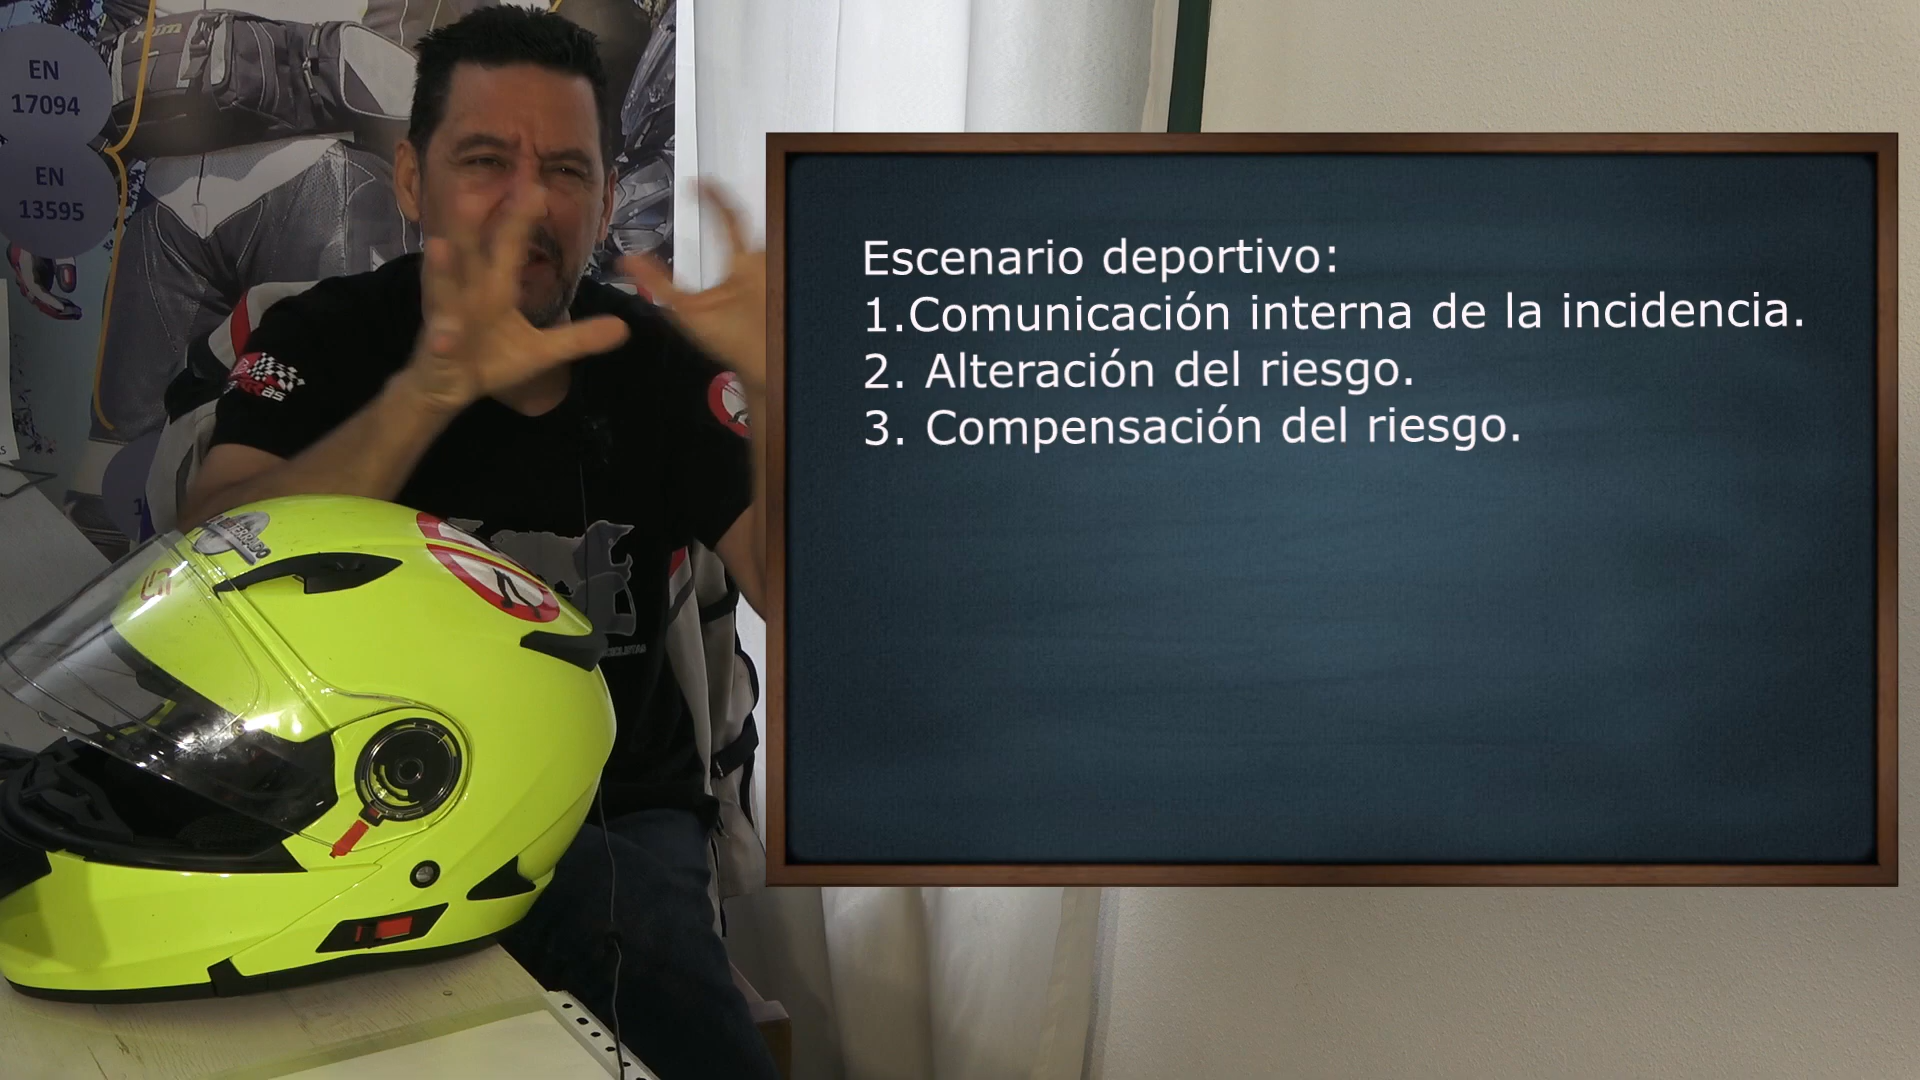 EN
17094
EN
13595
Escenario deportivo:
1.Comunicación interna de la incidencia.
2. Alteración del riesgo.
3. Compensación del riesgo.